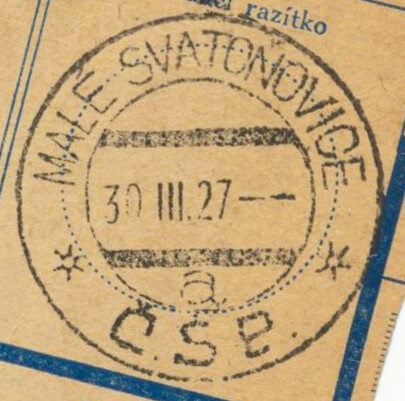 razítko
MALÉ SVATOŇOVICE
30 III.27--
a
Č.S.P.